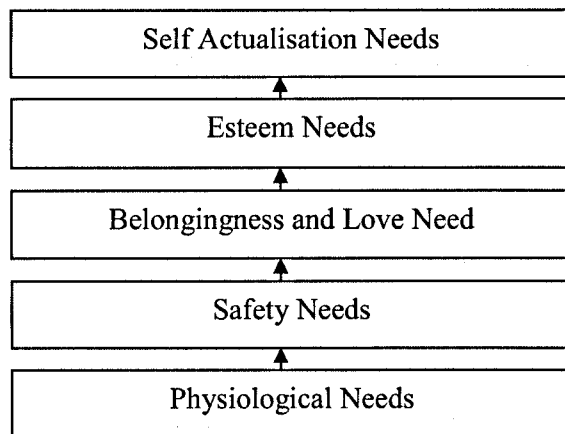 Self Actualisation Needs
Esteem Needs
Belongingness and Love Need
Safety Needs
Physiological Needs